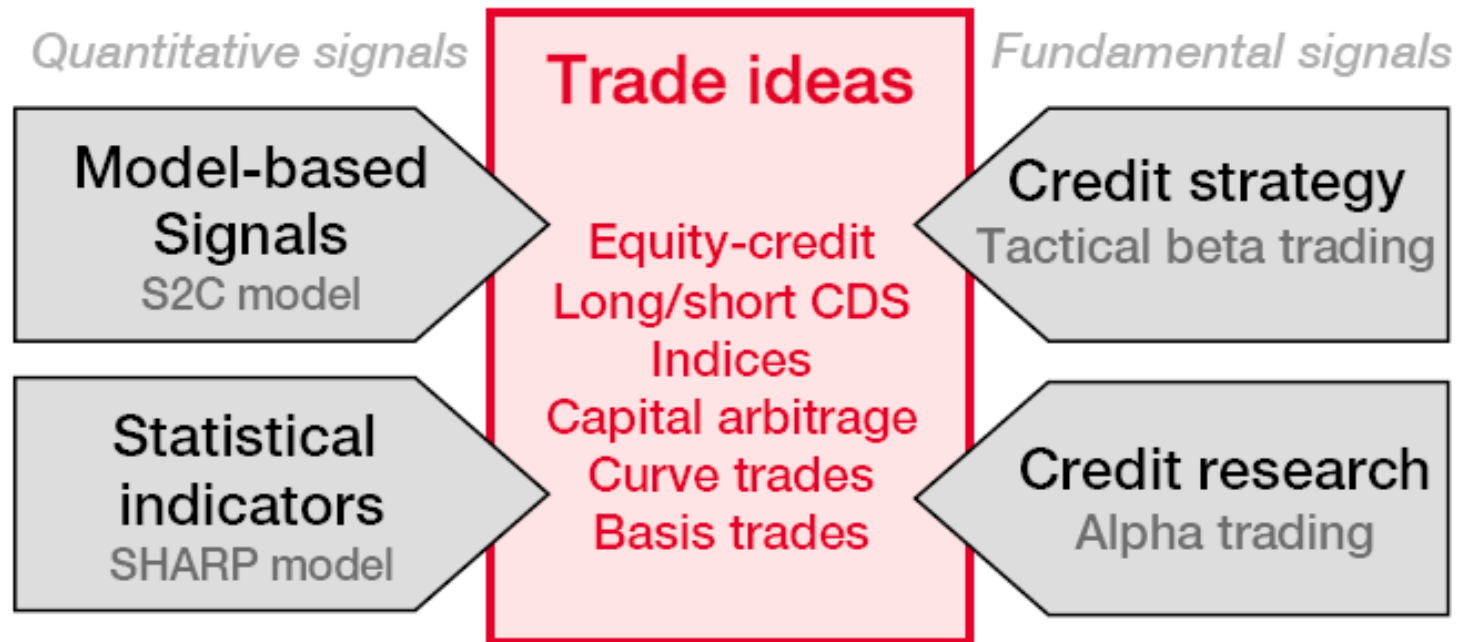 Quantitative signals
Model-based
Signals
S2C model
Statistical
indicators
SHARP model
Trade ideas
Equity-credit
Long/short CDS
Indices
Capital arbitrage
Curve trades
Basis trades
Fundamental signals
Credit strategy
Tactical beta trading
Credit research
Alpha trading